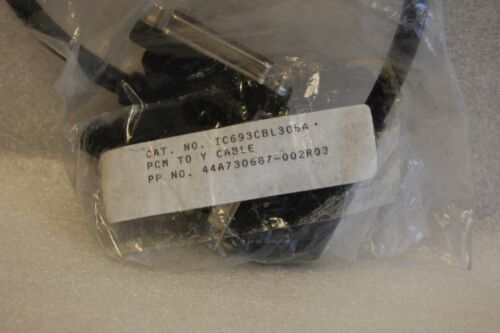 CAT. NO. IC693CBL305A
PCM TO Y CABLE
PP NO. 44A730687-002R03